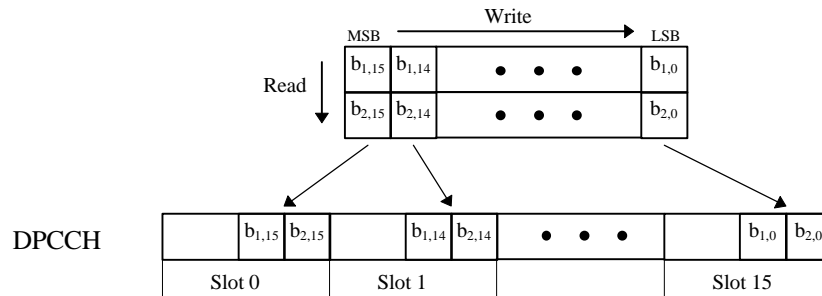 Write
MSB LSB
b1,15 b1,14 • • • b1,0
Read
b2,15 b2,14 • • • b2,0
DPCCH b1,15 b2,15 b1,14 b2,14 • • • b1,0 b2,0
Slot 0 Slot 1 Slot 15